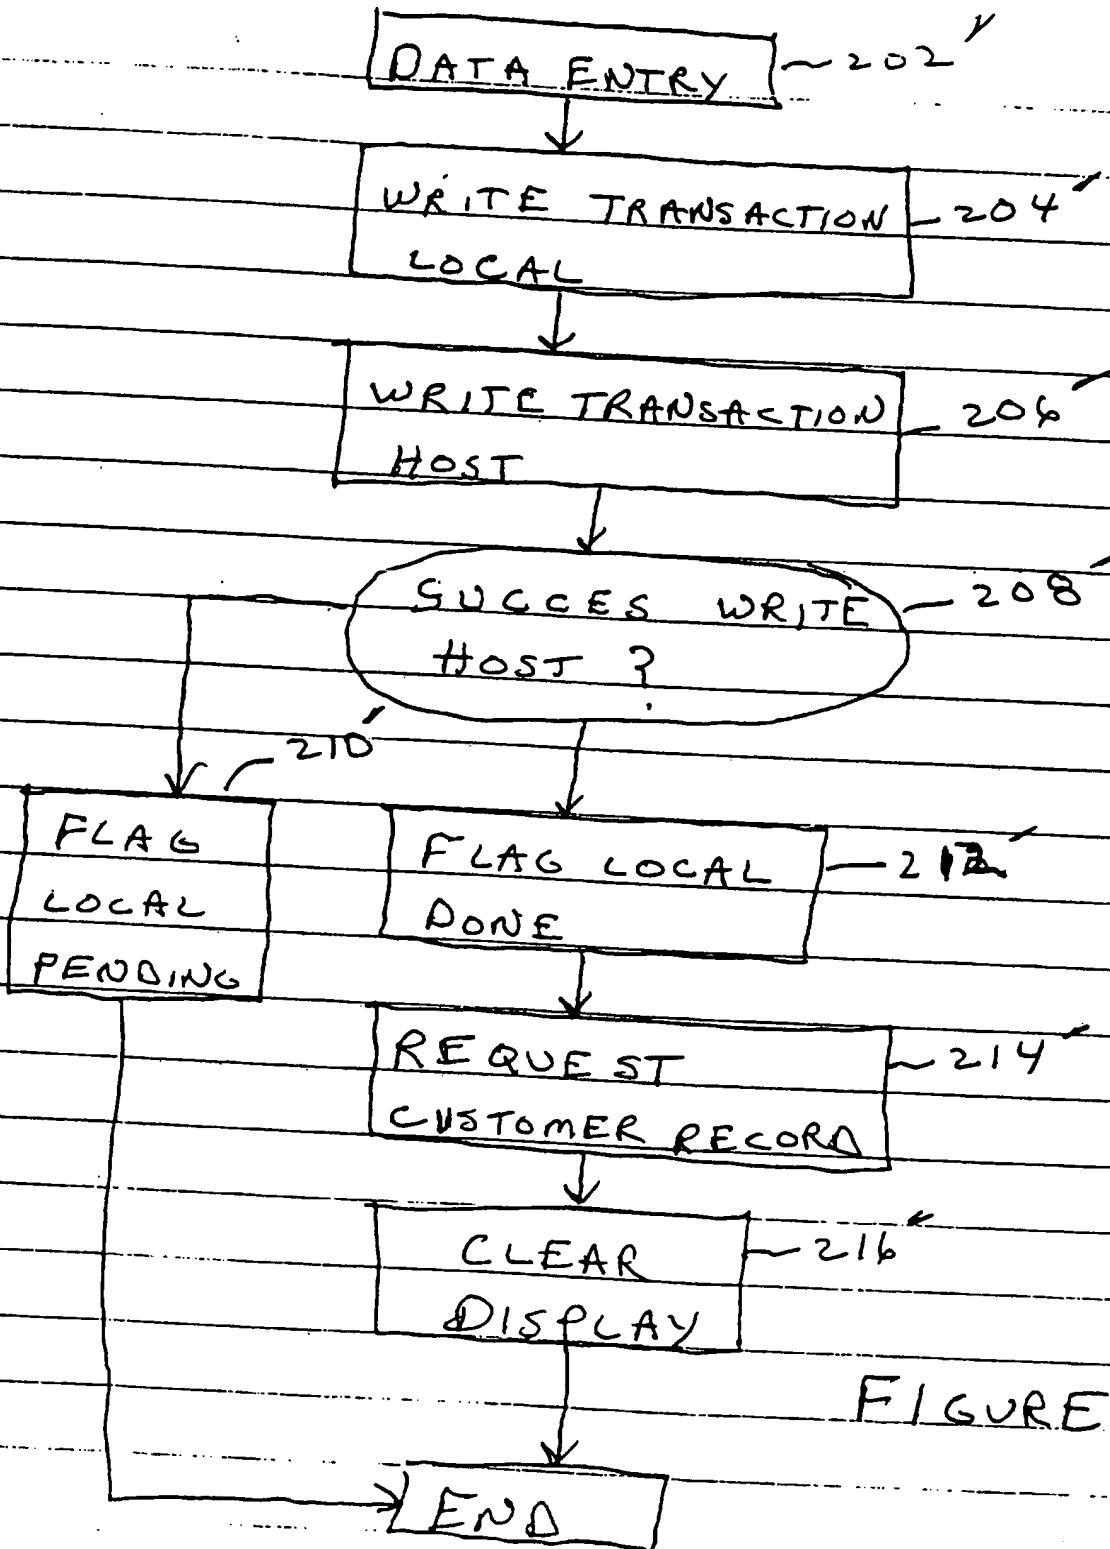 DATA ENTRY
202'
WRITE TRANSACTION
LOCAL
204'
WRITE TRANSACTION
HOST
206'
SUCCES WRITE
HOST ?
208'
210'
FLAG
LOCAL
PENDING
FLAG LOCAL
DONE
212'
REQUEST
CUSTOMER RECORD
214'
CLEAR
DISPLAY
216'
FIGURE
END